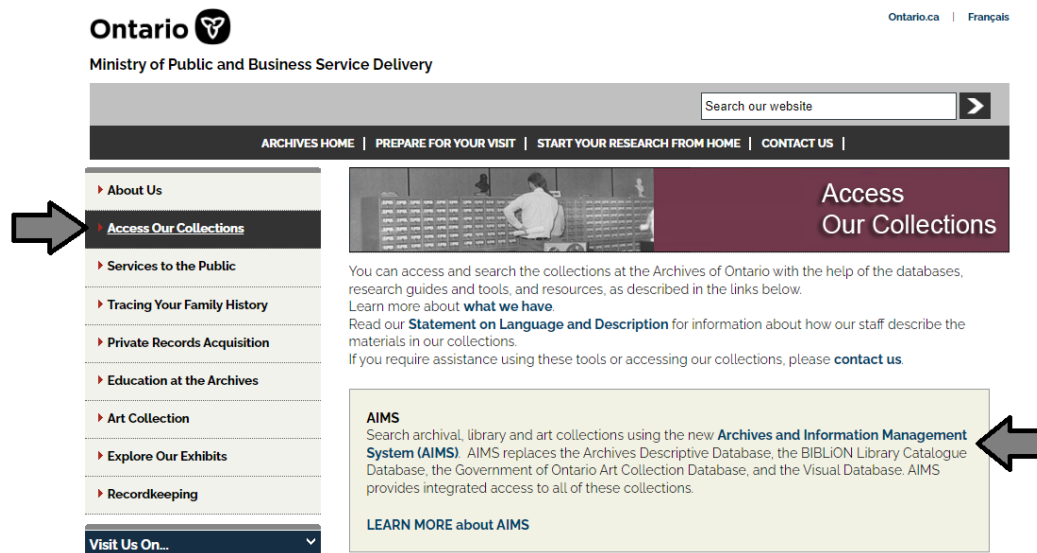 Ontario
Ontario.ca | Français
Ministry of Public and Business Service Delivery
Search our website
ARCHIVES HOME | PREPARE FOR YOUR VISIT | START YOUR RESEARCH FROM HOME | CONTACT US |
About Us
Access Our Collections
Services to the Public
Tracing Your Family History
Private Records Acquisition
Education at the Archives
Art Collection
Explore Our Exhibits
Recordkeeping
Visit Us On...
Access
Our Collections
You can access and search the collections at the Archives of Ontario with the help of the databases,
research guides and tools, and resources, as described in the links below.
Learn more about what we have.
Read our Statement on Language and Description for information about how our staff describe the
materials in our collections.
If you require assistance using these tools or accessing our collections, please contact us.
AIMS
Search archival, library and art collections using the new Archives and Information Management
System (AIMS). AIMS replaces the Archives Descriptive Database, the BIBLiON Library Catalogue
Database, the Government of Ontario Art Collection Database, and the Visual Database. AIMS
provides integrated access to all of these collections.
LEARN MORE about AIMS